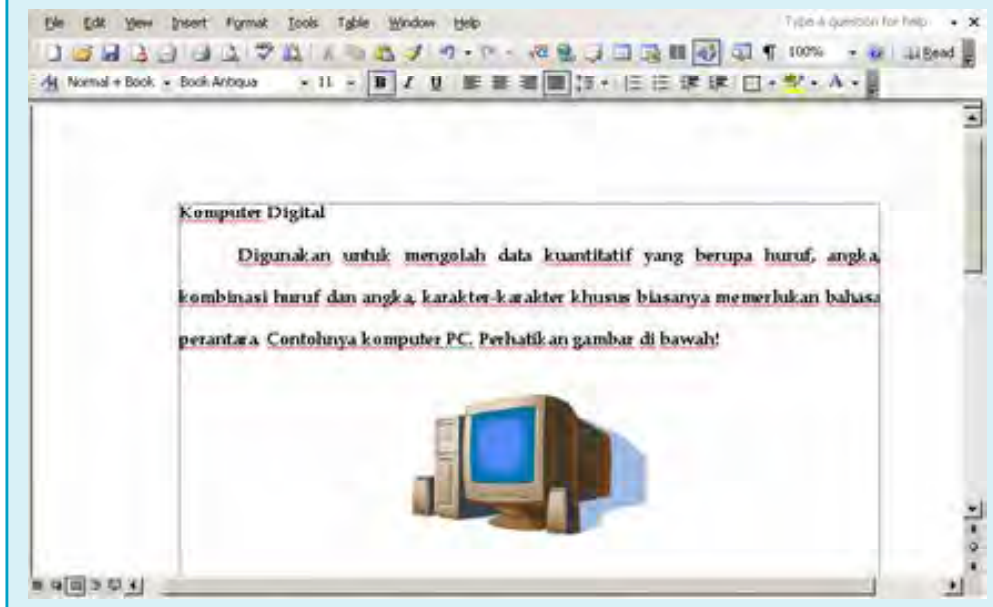 File Edit View Insert Format Tools Table Window Help Type a question for help
100% Read
Normal + Book Book Antiqua 11 B I U A
Komputer Digital
Digunakan untuk mengolah data kuantitatif yang berupa huruf, angka,
kombinasi huruf dan angka, karakter-karakter khusus biasanya memerlukan bahasa
perantara. Contohnya komputer PC. Perhatikan gambar di bawah!